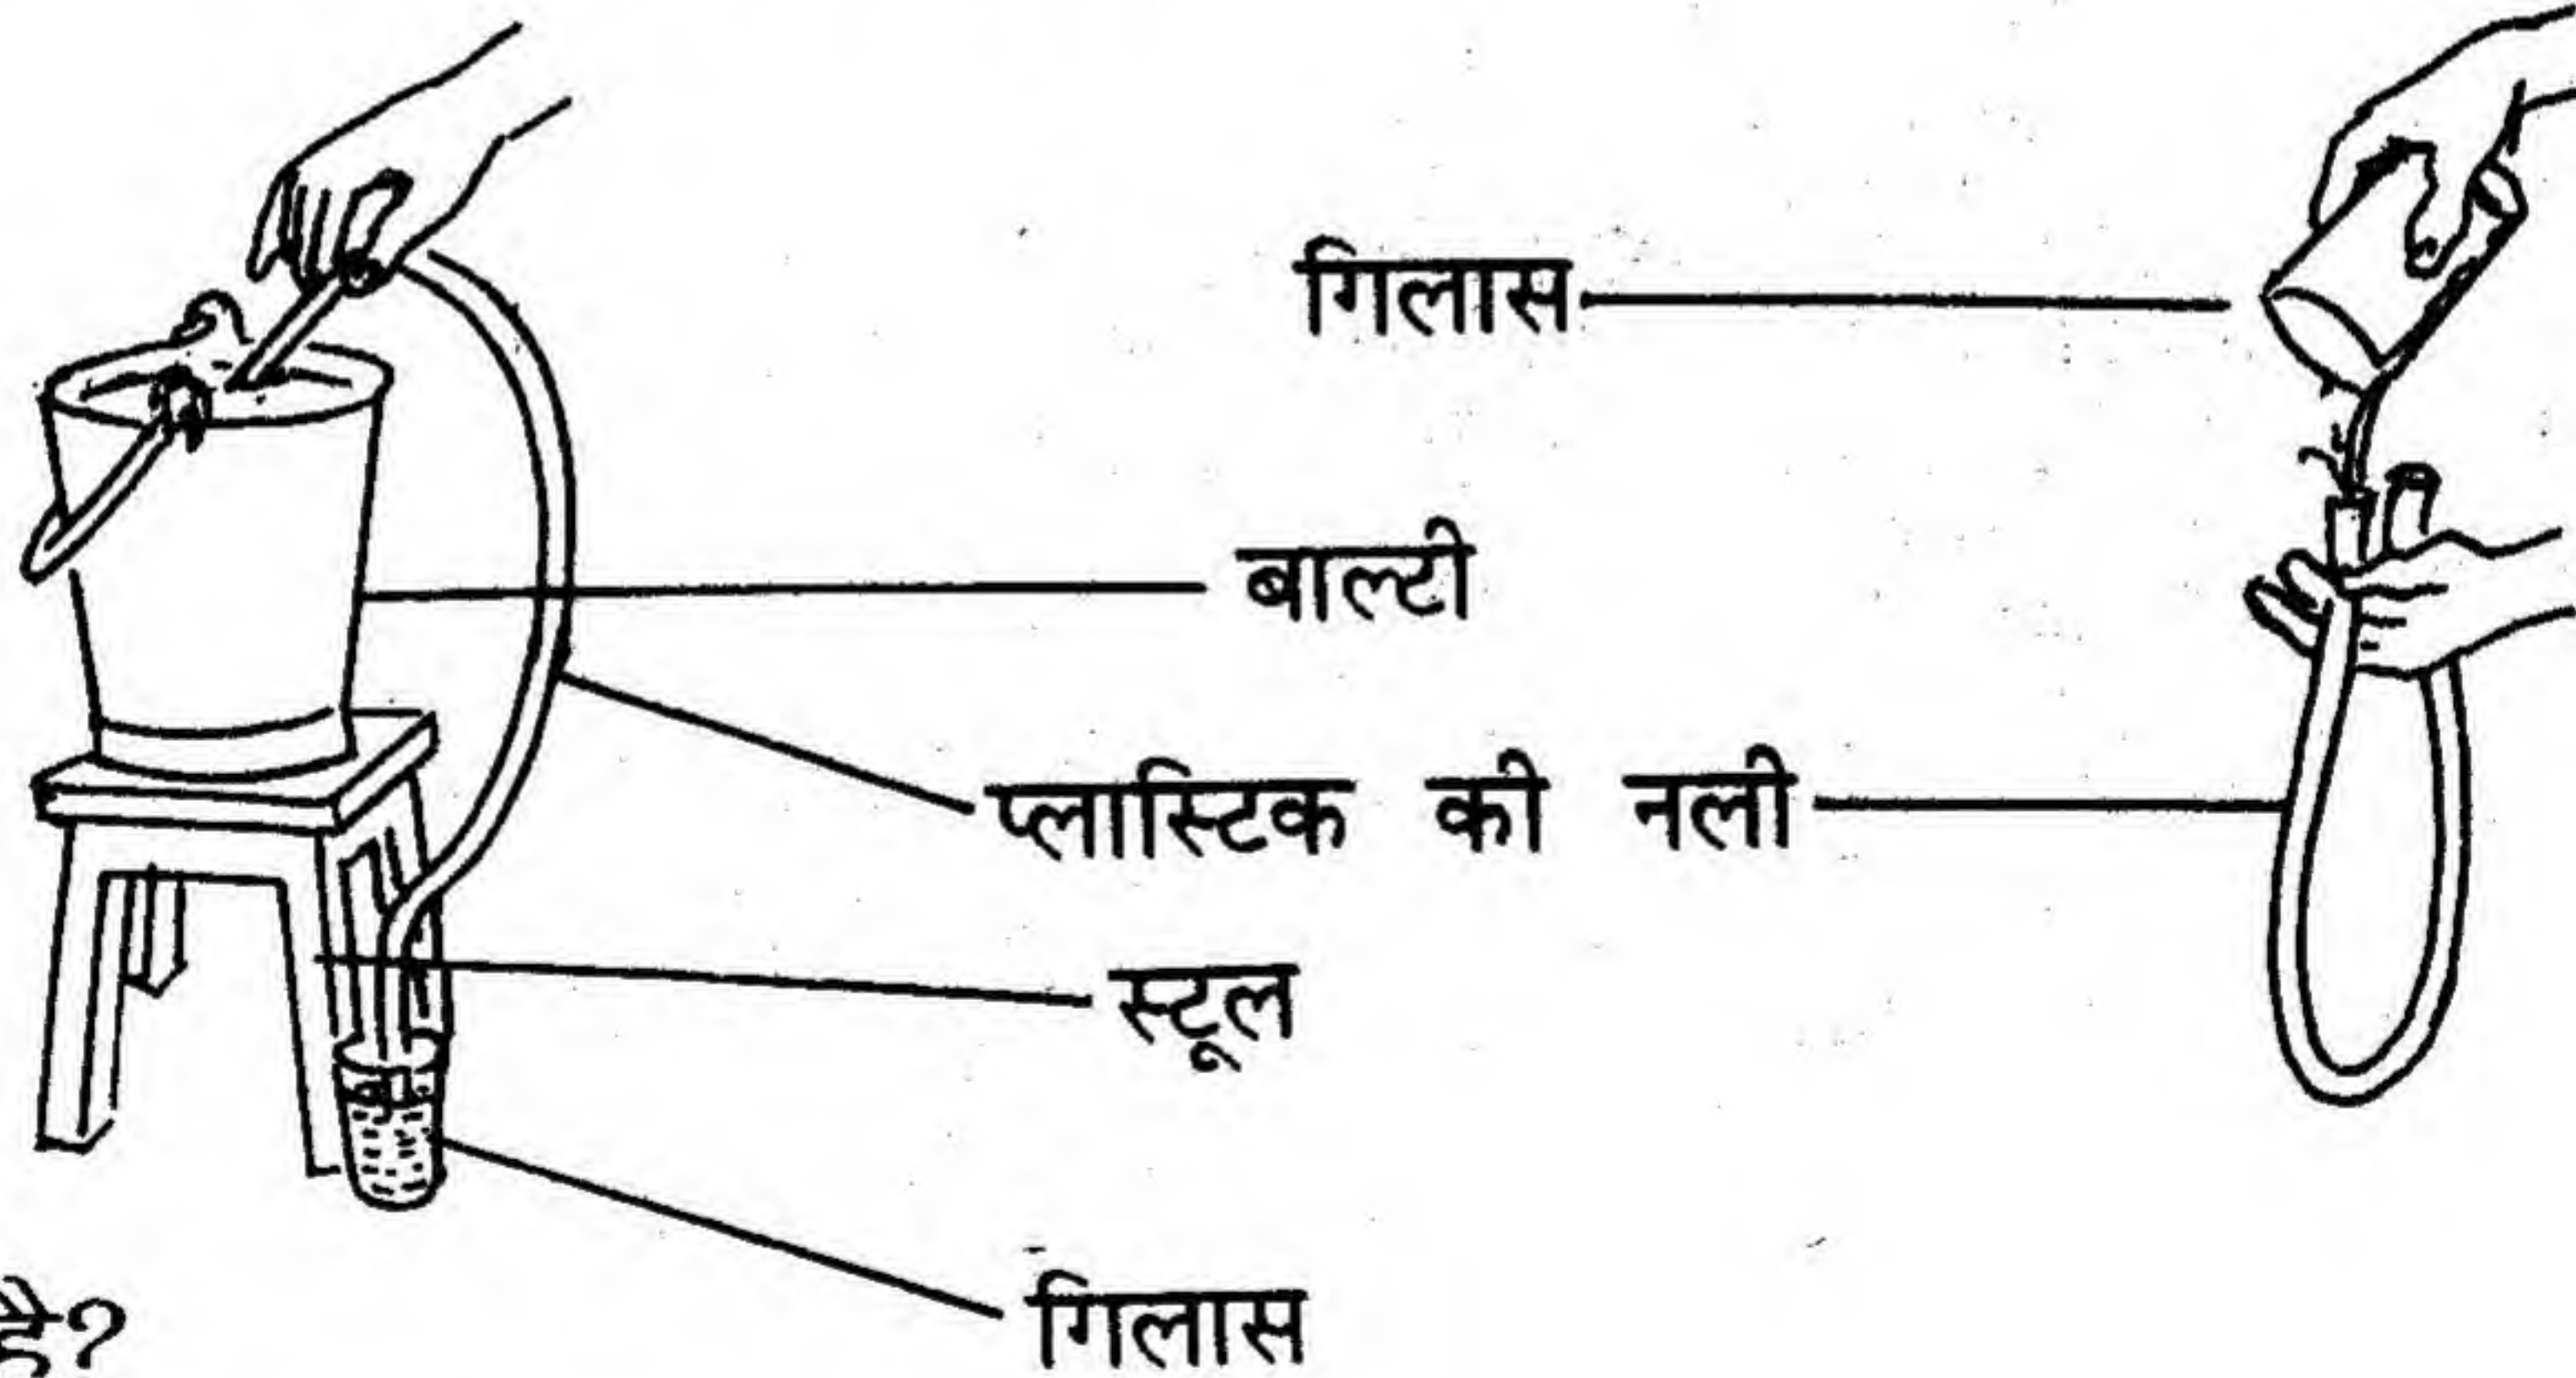 गिलास
बाल्टी
प्लास्टिक की नली
स्टूल
गिलास
है?